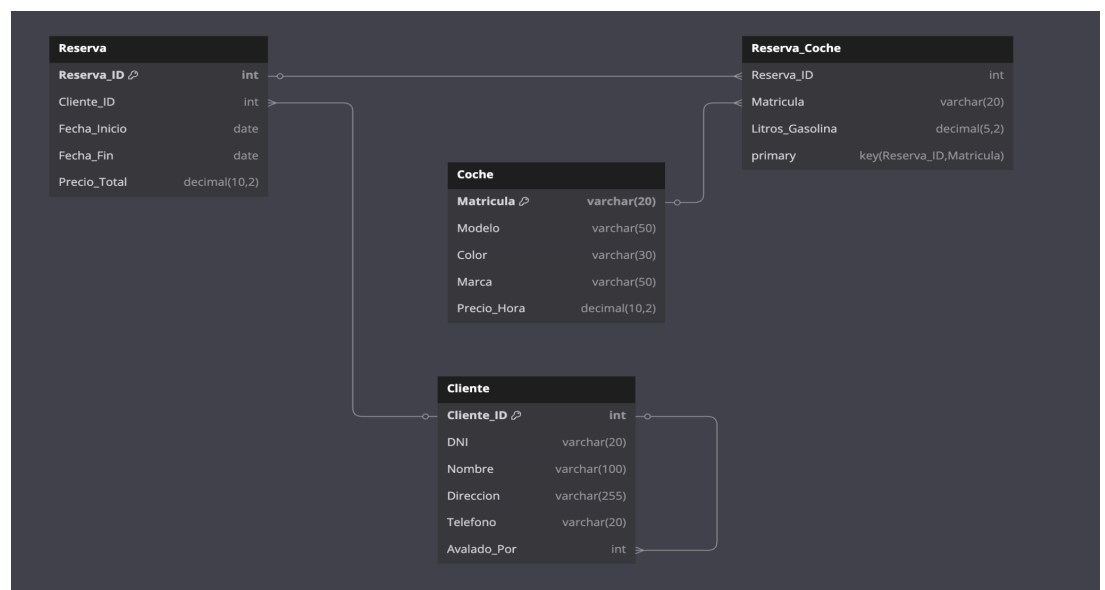 Reserva
Reserva_ID int
Cliente_ID int
Fecha_Inicio date
Fecha_Fin date
Precio_Total decimal(10,2)
Reserva_Coche
Reserva_ID int
Matricula varchar(20)
Litros_Gasolina decimal(5,2)
primary key(Reserva_ID,Matricula)
Coche
Matricula varchar(20)
Modelo varchar(50)
Color varchar(30)
Marca varchar(50)
Precio_Hora decimal(10,2)
Cliente
Cliente_ID int
DNI varchar(20)
Nombre varchar(100)
Direccion varchar(255)
Telefono varchar(20)
Avalado_Por int